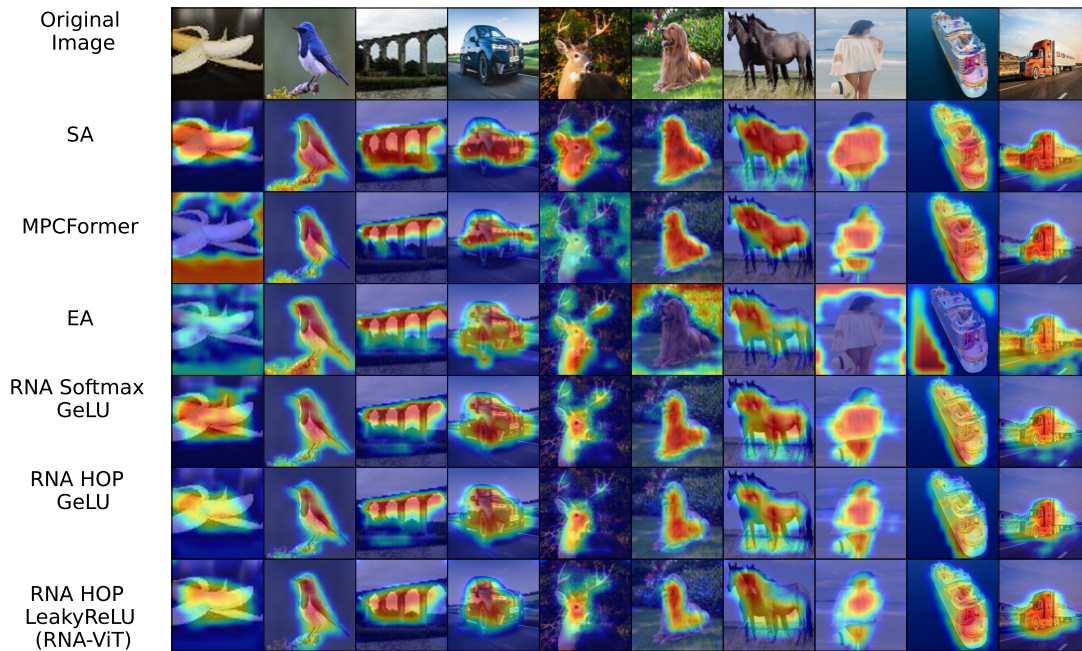 Original
Image
SA
MPCFormer
EA
RNA Softmax
GeLU
RNA HOP
GeLU
RNA HOP
LeakyReLU
(RNA-ViT)